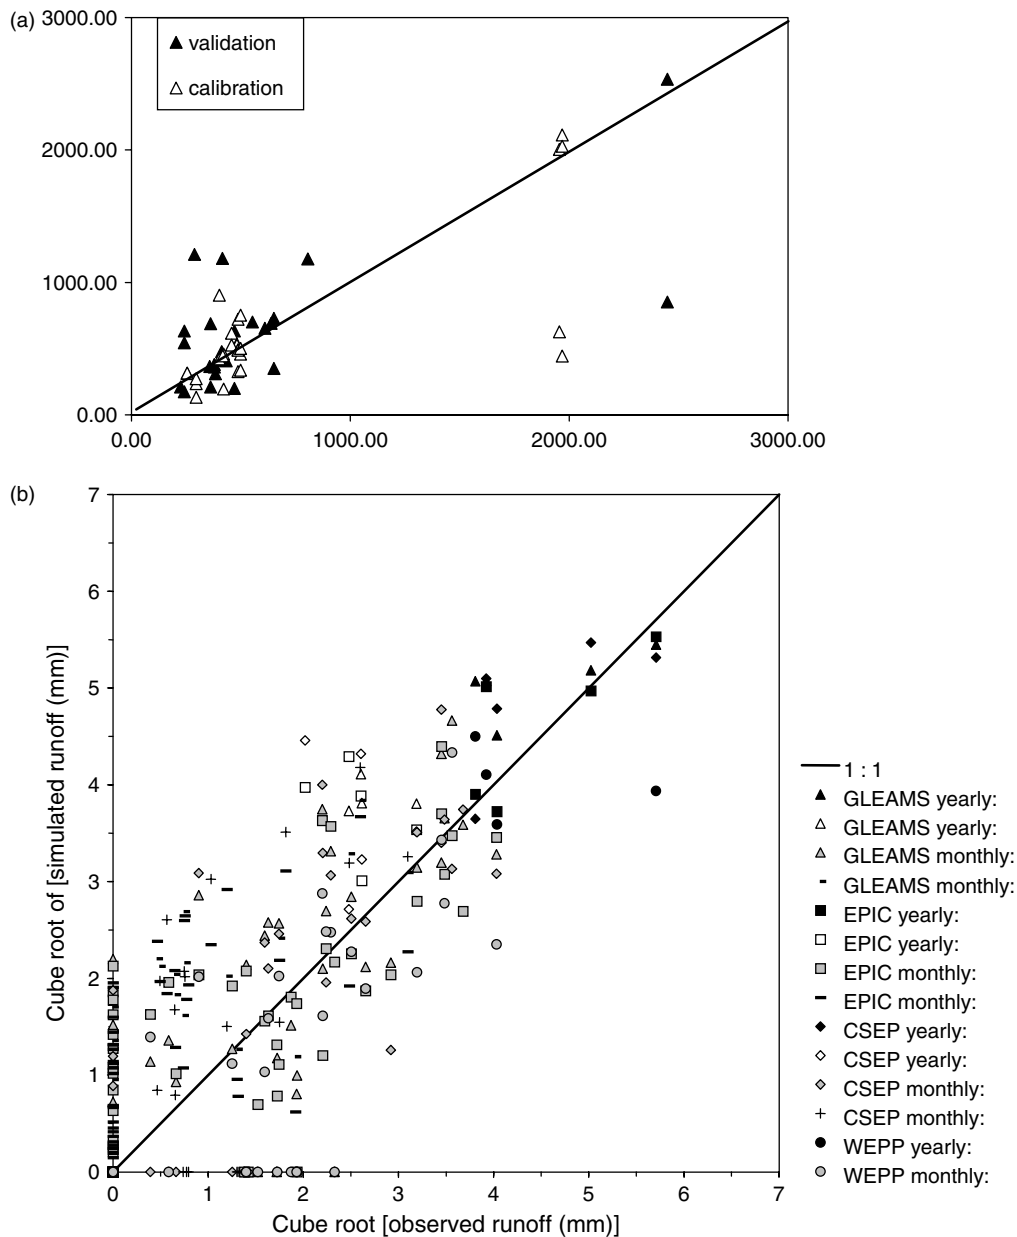 (a)
3000.00
validation
calibration
2000.00
1000.00
0.00
0.00 1000.00 2000.00 3000.00
(b)
7
6
5
4
3
2
1
0
Cube root of [simulated runoff (mm)]
0 1 2 3 4 5 6 7
Cube root [observed runoff (mm)]
1 : 1
GLEAMS yearly:
GLEAMS yearly:
GLEAMS monthly:
GLEAMS monthly:
EPIC yearly:
EPIC yearly:
EPIC monthly:
EPIC monthly:
CSEP yearly:
CSEP yearly:
CSEP monthly:
CSEP monthly:
WEPP yearly:
WEPP monthly: